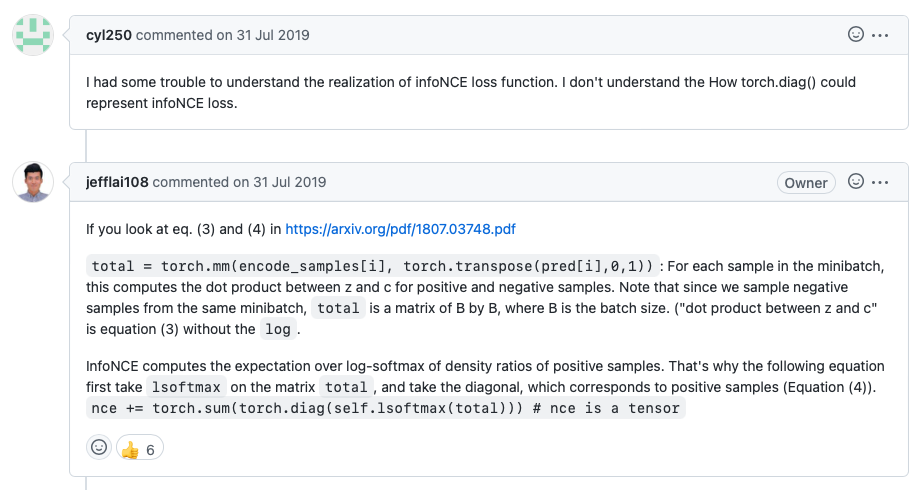 cyl250 commented on 31 Jul 2019
I had some trouble to understand the realization of infoNCE loss function. I don't understand the How torch.diag() could
represent infoNCE loss.
jefflai108 commented on 31 Jul 2019 Owner
If you look at eq. (3) and (4) in https://arxiv.org/pdf/1807.03748.pdf
total = torch.mm(encode_samples[i], torch.transpose(pred[i],0,1)) : For each sample in the minibatch,
this computes the dot product between z and c for positive and negative samples. Note that since we sample negative
samples from the same minibatch, total is a matrix of B by B, where B is the batch size. ("dot product between z and c"
is equation (3) without the log .
InfoNCE computes the expectation over log-softmax of density ratios of positive samples. That's why the following equation
first take lsoftmax on the matrix total , and take the diagonal, which corresponds to positive samples (Equation (4)).
nce += torch.sum(torch.diag(self.lsoftmax(total))) # nce is a tensor
6